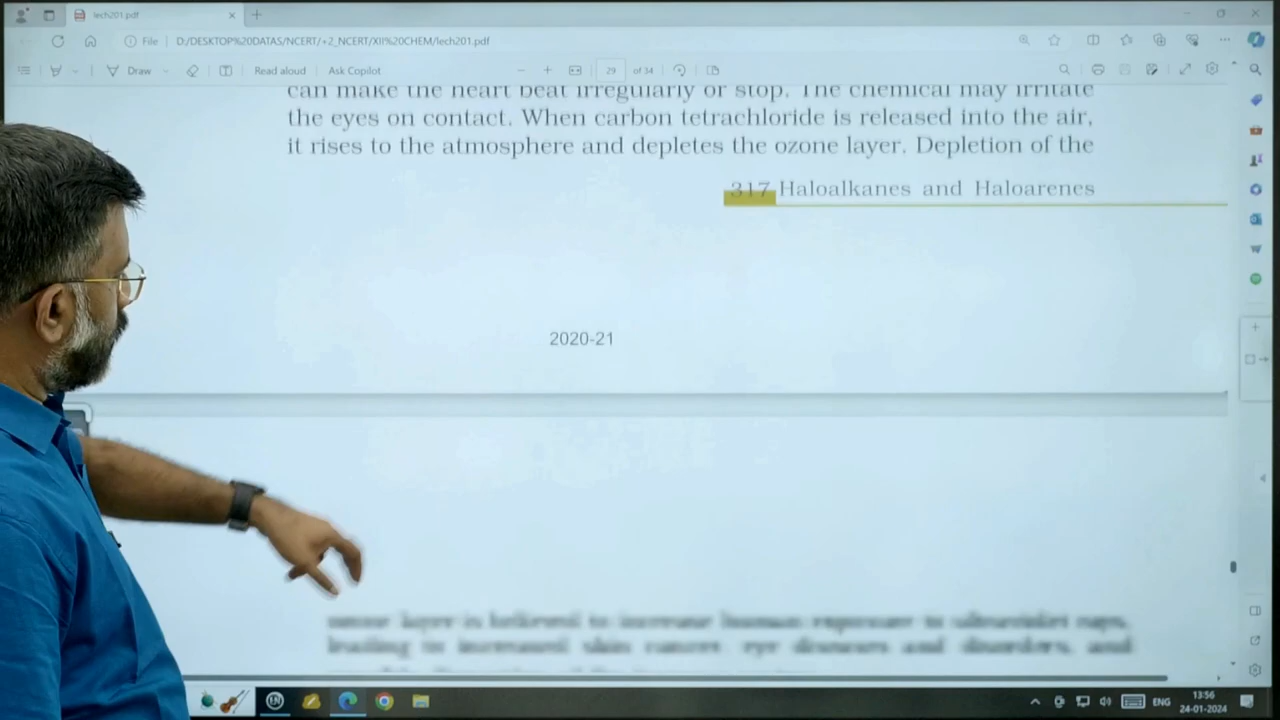 lech201.pdf
File
D:/DESKTOP%20DATAS/NCERT/+2_NCERT/XII%20CHEM/lech201.pdf
Draw
Read aloud
Ask Copilot
29 of 34
can make the heart beat irregularly or stop. The chemical may irritate
the eyes on contact. When carbon tetrachloride is released into the air,
it rises to the atmosphere and depletes the ozone layer. Depletion of the
317 Haloalkanes and Haloarenes
2020-21
ozone layer is believed to increase human exposure to ultraviolet rays,
leading to increased skin cancer, eye diseases and disorders, and
ENG
13:56
24-01-2024